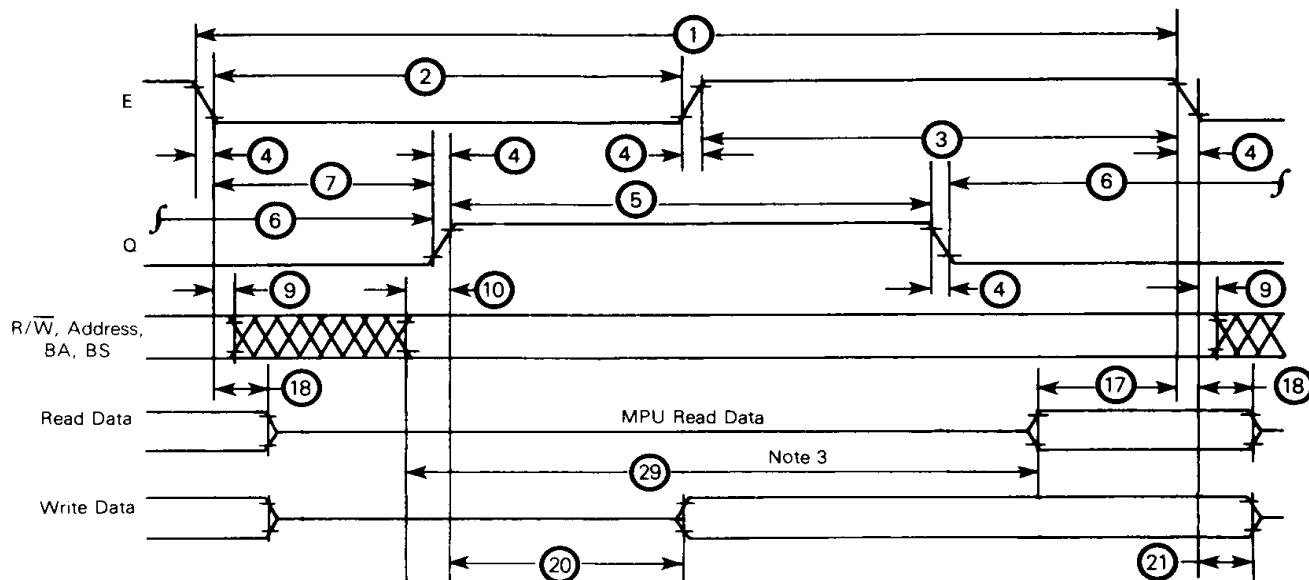 1
2
E
3
4
4
4
4
7
5
6
6
Q
9
10
4
9
R/W̅, Address,
BA, BS
18
17
18
Read Data
MPU Read Data
Note 3
29
Write Data
20
21